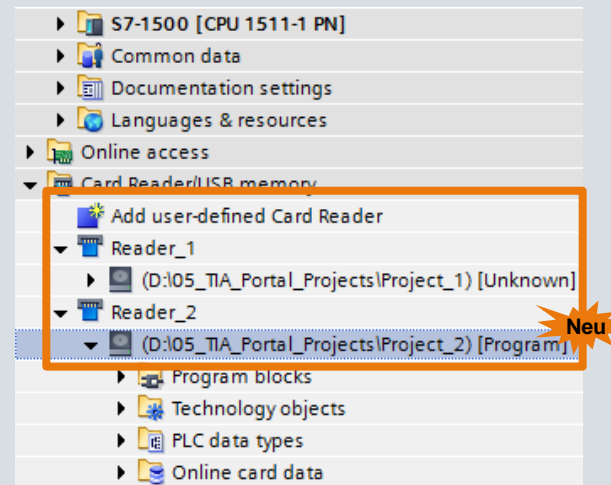 S7-1500 [CPU 1511-1 PN]
Common data
Documentation settings
Languages & resources
Online access
Card Reader/USB memory
Add user-defined Card Reader
Reader_1
(D:\05_TIA_Portal_Projects\Project_1) [Unknown]
Reader_2
Neu
(D:\05_TIA_Portal_Projects\Project_2) [Program]
Program blocks
Technology objects
PLC data types
Online card data